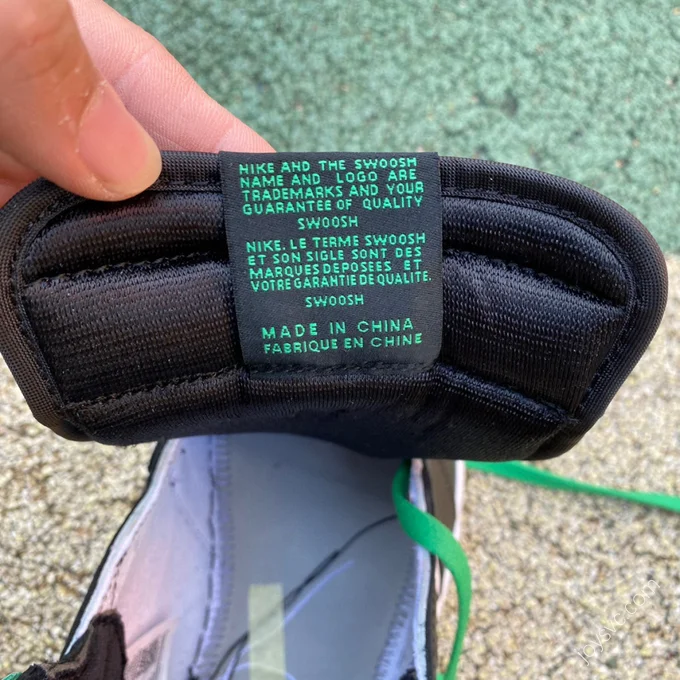 NIKE AND THE SWOOSH
NAME AND LOGO ARE
TRADEMARKS AND YOUR
GUARANTEE OF QUALITY
SWOOSH
NIKE. LE TERME SWOOSH
ET SON SIGLE SONT DES
MARQUES DEPOSEES ET
VOTRE GARANTIE DE QUALITE.
SWOOSH
MADE IN CHINA
FABRIQUE EN CHINE